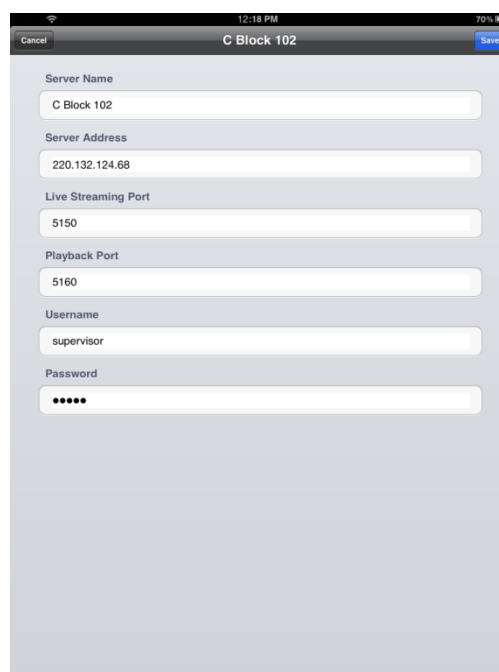 12:18 PM
70%
Cancel
C Block 102
Save
Server Name
C Block 102
Server Address
220.132.124.68
Live Streaming Port
5150
Playback Port
5160
Username
supervisor
Password
●●●●●